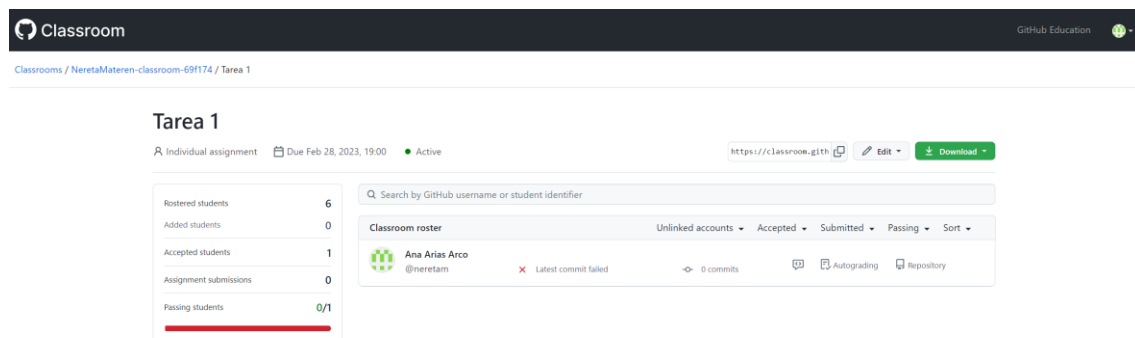 Classroom
GitHub Education
Classrooms / NeretaMateren-classroom-69f174 / Tarea 1
Tarea 1
Individual assignment Due Feb 28, 2023, 19:00 Active
https://classroom.gith Edit Download
Rostered students 6
Added students 0
Accepted students 1
Assignment submissions 0
Passing students 0/1
Search by GitHub username or student identifier
Classroom roster Unlinked accounts Accepted Submitted Passing Sort
Ana Arias Arco
@neretam Latest commit failed 0 commits Autograding Repository